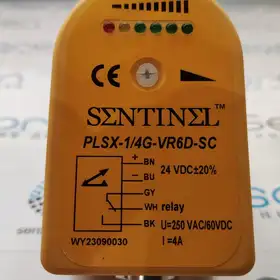 SENTINEL™
PLSX-1/4G-VR6D-SC
+ BN
24 VDC±20%
- BU
GY
WH relay
BK U=250 VAC/60VDC
I =4A
WY23090030